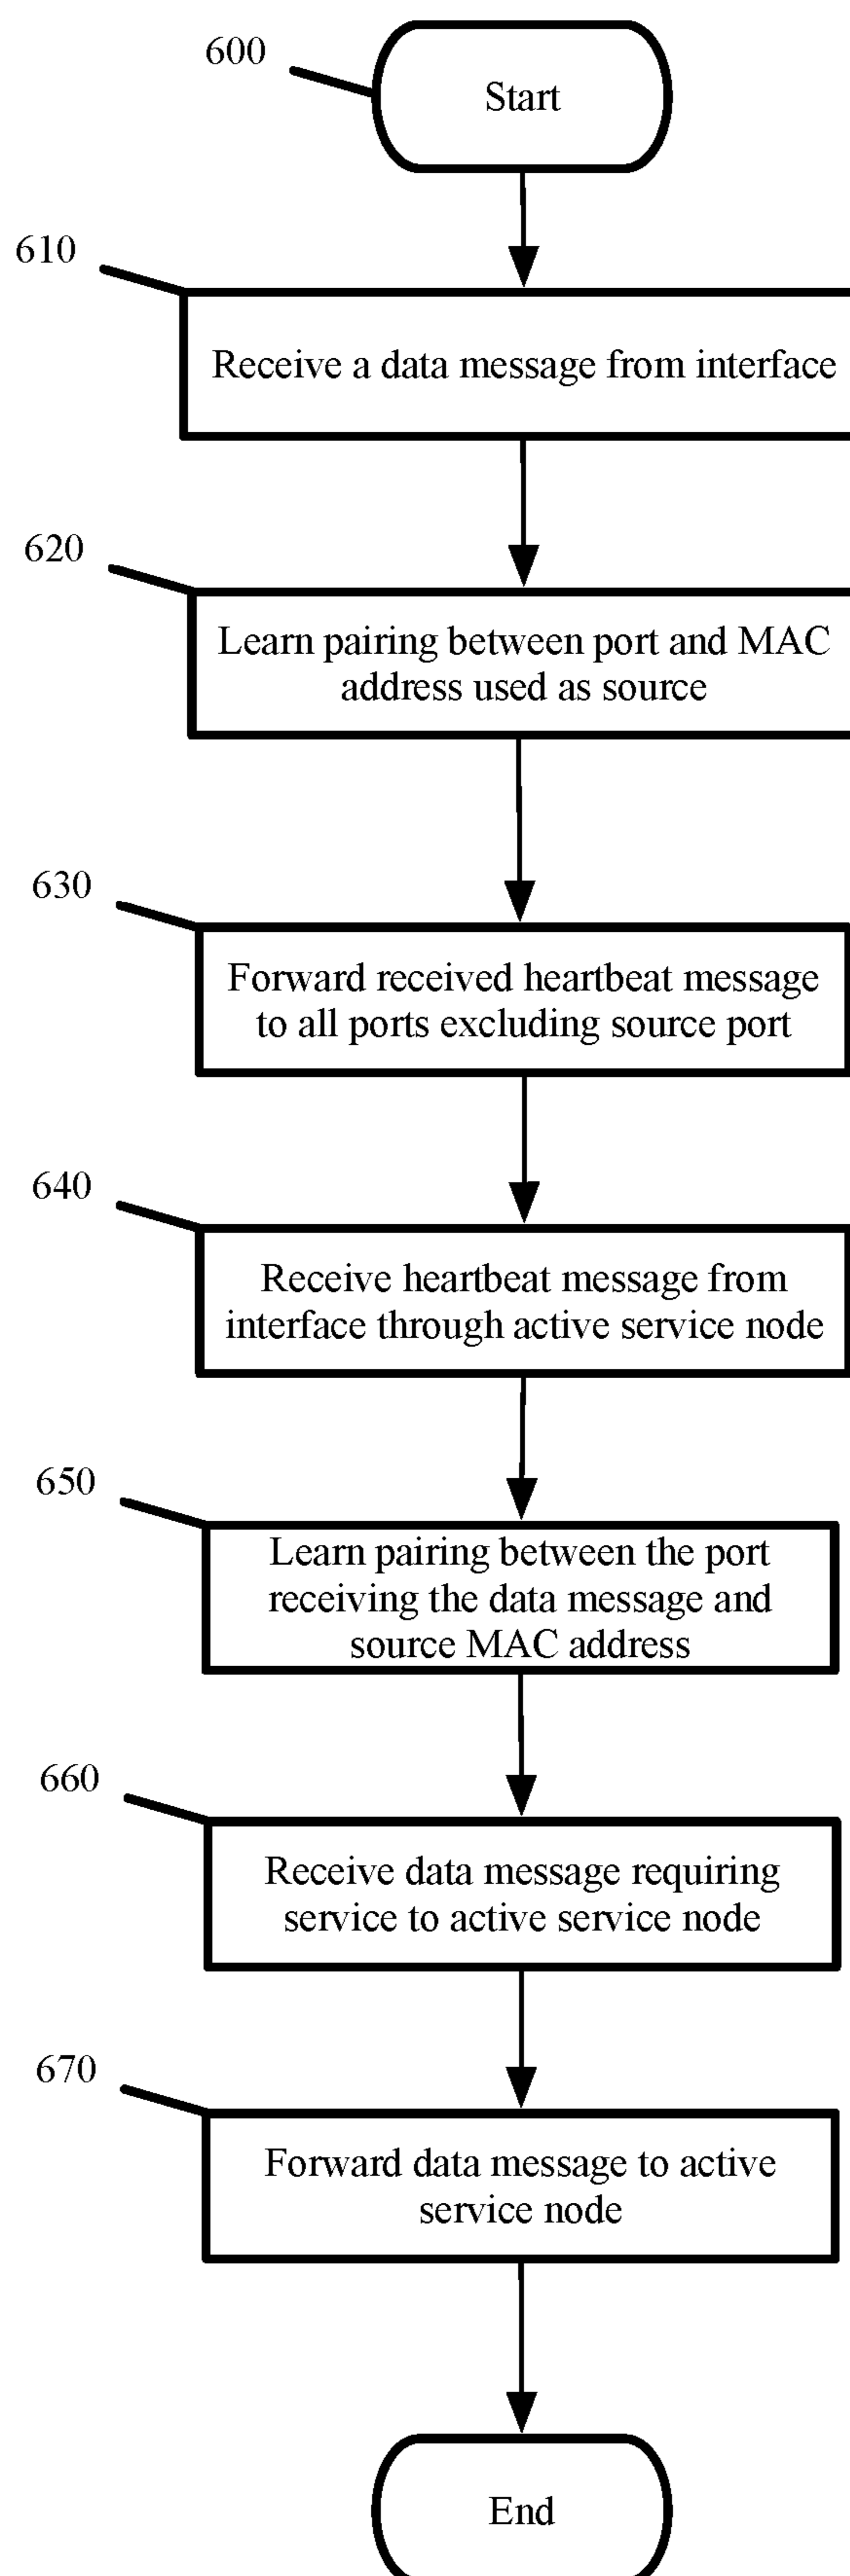 600
Start
610
Receive a data message from interface
620
Learn pairing between port and MAC
address used as source
630
Forward received heartbeat message
to all ports excluding source port
640
Receive heartbeat message from
interface through active service node
650
Learn pairing between the port
receiving the data message and
source MAC address
660
Receive data message requiring
service to active service node
670
Forward data message to active
service node
End